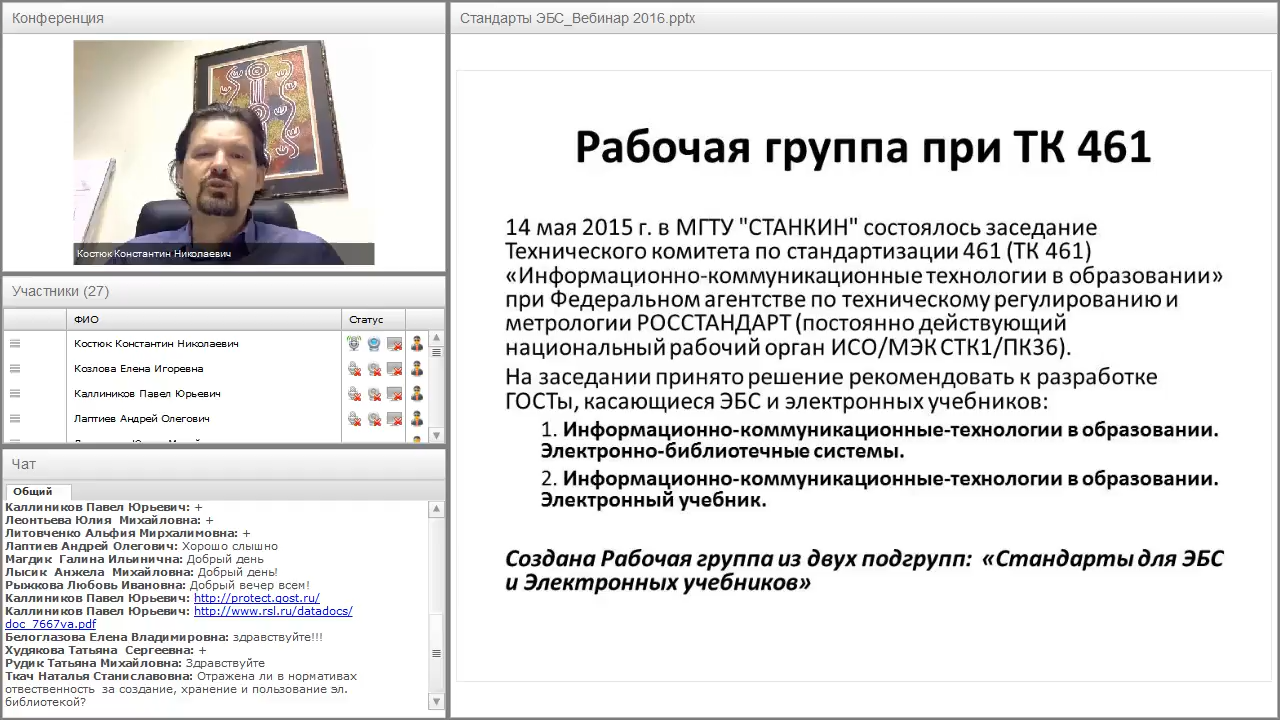 Конференция
Костюк Константин Николаевич
Участники (27)
ФИО
Статус
Костюк Константин Николаевич
Козлова Елена Игоревна
Каллиников Павел Юрьевич
Лаптиев Андрей Олегович
Чат
Общий
Каллиников Павел Юрьевич: +
Леонтьева Юлия Михайловна: +
Литовченко Альфия Мирхалимовна: +
Лаптиев Андрей Олегович: Хорошо слышно
Магдик Галина Ильинична: Добрый день
Лысик Анжела Михайловна: Добрый день!
Рыжкова Любовь Ивановна: Добрый вечер всем!
Каллиников Павел Юрьевич: http://protect.gost.ru/
Каллиников Павел Юрьевич: http://www.rsl.ru/datadocs/
doc_7667va.pdf
Белоглазова Елена Владимировна: здравствуйте!!!
Худякова Татьяна Сергеевна: +
Рудик Татьяна Михайловна: Здравствуйте
Ткач Наталья Станиславовна: Отражена ли в нормативах
отвественность за создание, хранение и пользование эл.
библиотекой?
Стандарты ЭБС_Вебинар 2016.pptx
Рабочая группа при ТК 461
14 мая 2015 г. в МГТУ "СТАНКИН" состоялось заседание
Технического комитета по стандартизации 461 (ТК 461)
«Информационно-коммуникационные технологии в образовании»
при Федеральном агентстве по техническому регулированию и
метрологии РОССТАНДАРТ (постоянно действующий
национальный рабочий орган ИСО/МЭК СТК1/ПК36).
На заседании принято решение рекомендовать к разработке
ГОСТы, касающиеся ЭБС и электронных учебников:
1. Информационно-коммуникационные-технологии в образовании.
Электронно-библиотечные системы.
2. Информационно-коммуникационные-технологии в образовании.
Электронный учебник.
Создана Рабочая группа из двух подгрупп: «Стандарты для ЭБС
и Электронных учебников»